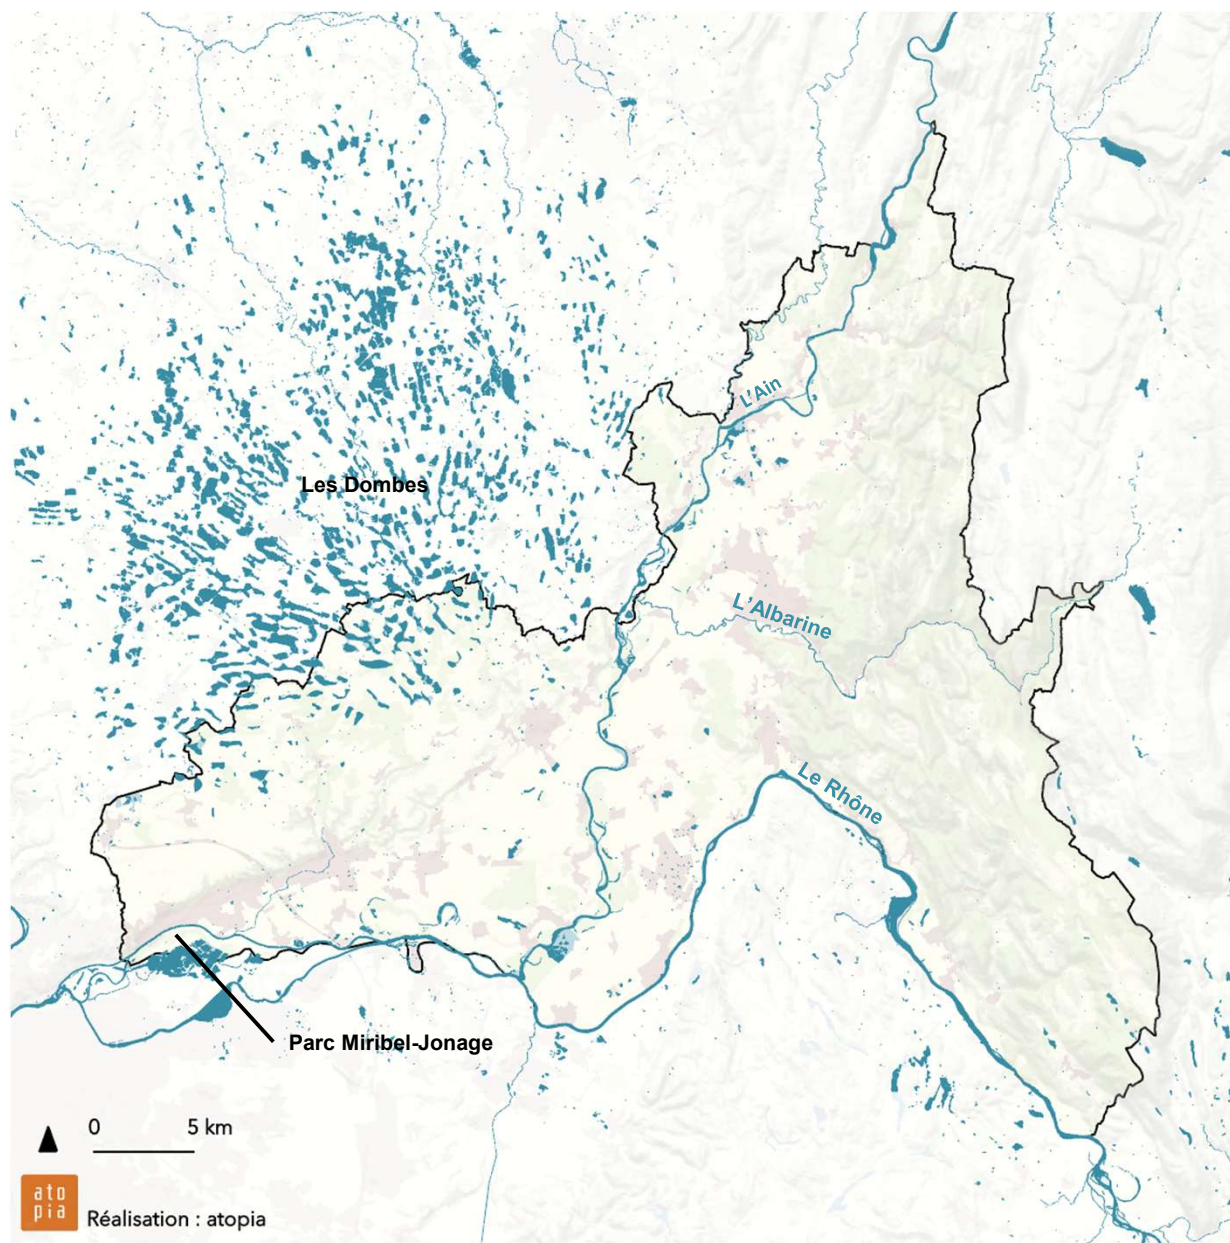 L'Ain
Les Dombes
L'Albarine
Le Rhône
Parc Miribel-Jonage
0 5 km
ato
pia
Réalisation : atopia